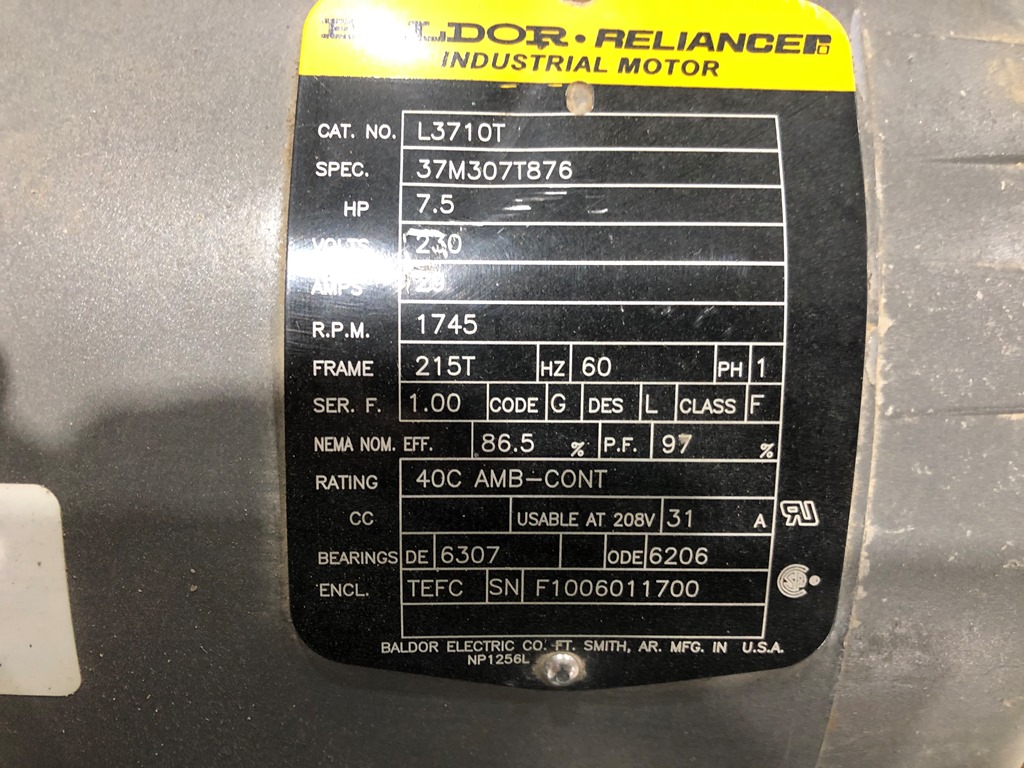 BALDOR • RELIANCE
INDUSTRIAL MOTOR
CAT. NO. L3710T
SPEC. 37M307T876
HP 7.5
VOLTS 230
AMPS
R.P.M. 1745
FRAME 215T HZ 60 PH 1
SER. F. 1.00 CODE G DES L CLASS F
NEMA NOM. EFF. 86.5 % P.F. 97 %
RATING 40C AMB-CONT
CC USABLE AT 208V 31 A
BEARINGS DE 6307 ODE 6206
ENCL. TEFC SN F1006011700
BALDOR ELECTRIC CO. FT. SMITH, AR. MFG. IN U.S.A.
NP1256L